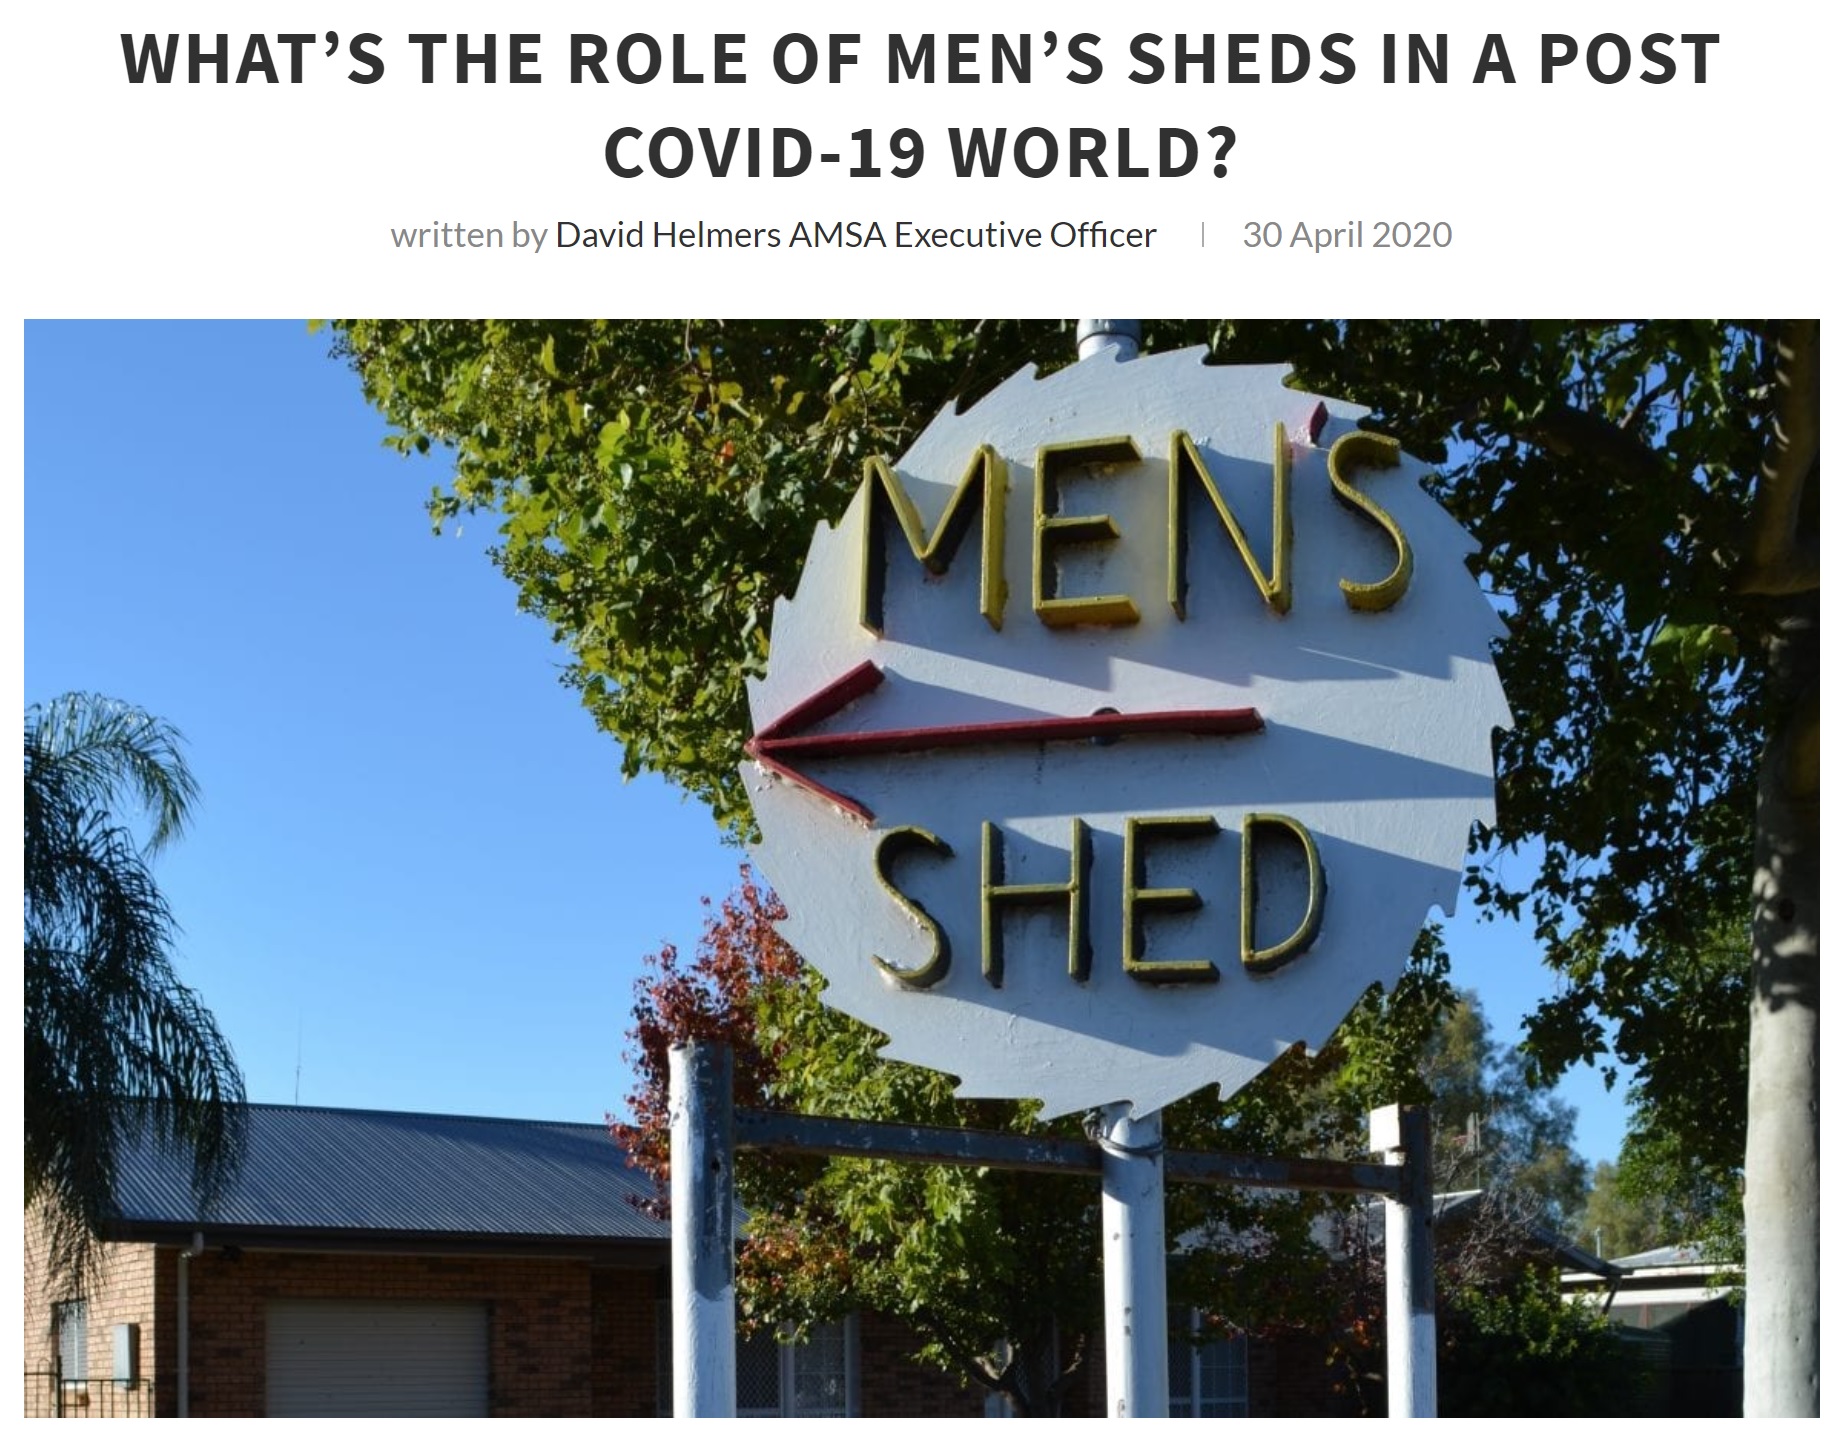 WHAT’S THE ROLE OF MEN’S SHEDS IN A POST
COVID-19 WORLD?
written by David Helmers AMSA Executive Officer | 30 April 2020
MEN'S
SHED